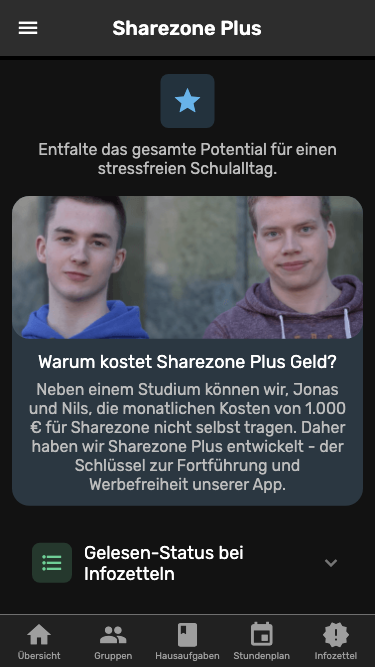 Sharezone Plus
Entfalte das gesamte Potential für einen
stressfreien Schulalltag.
Warum kostet Sharezone Plus Geld?
Neben einem Studium können wir, Jonas
und Nils, die monatlichen Kosten von 1.000
€ für Sharezone nicht selbst tragen. Daher
haben wir Sharezone Plus entwickelt - der
Schlüssel zur Fortführung und
Werbefreiheit unserer App.
Gelesen-Status bei
Infozetteln
Übersicht
Gruppen
Hausaufgaben
Stundenplan
Infozettel